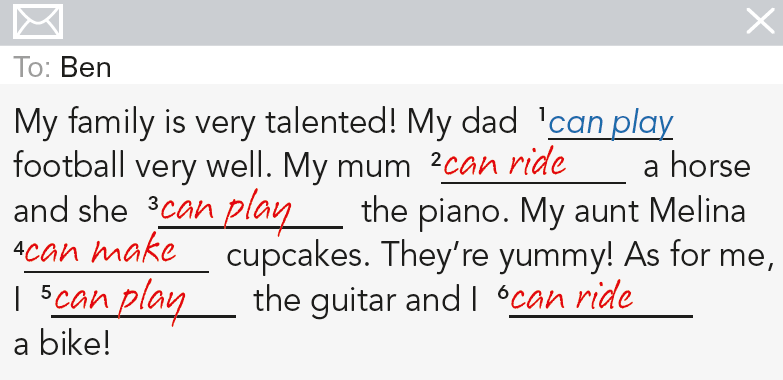 To: Ben
My family is very talented! My dad ¹can play
football very well. My mum ²can ride a horse
and she ³can play the piano. My aunt Melina
⁴can make cupcakes. They’re yummy! As for me,
I ⁵can play the guitar and I ⁶can ride
a bike!